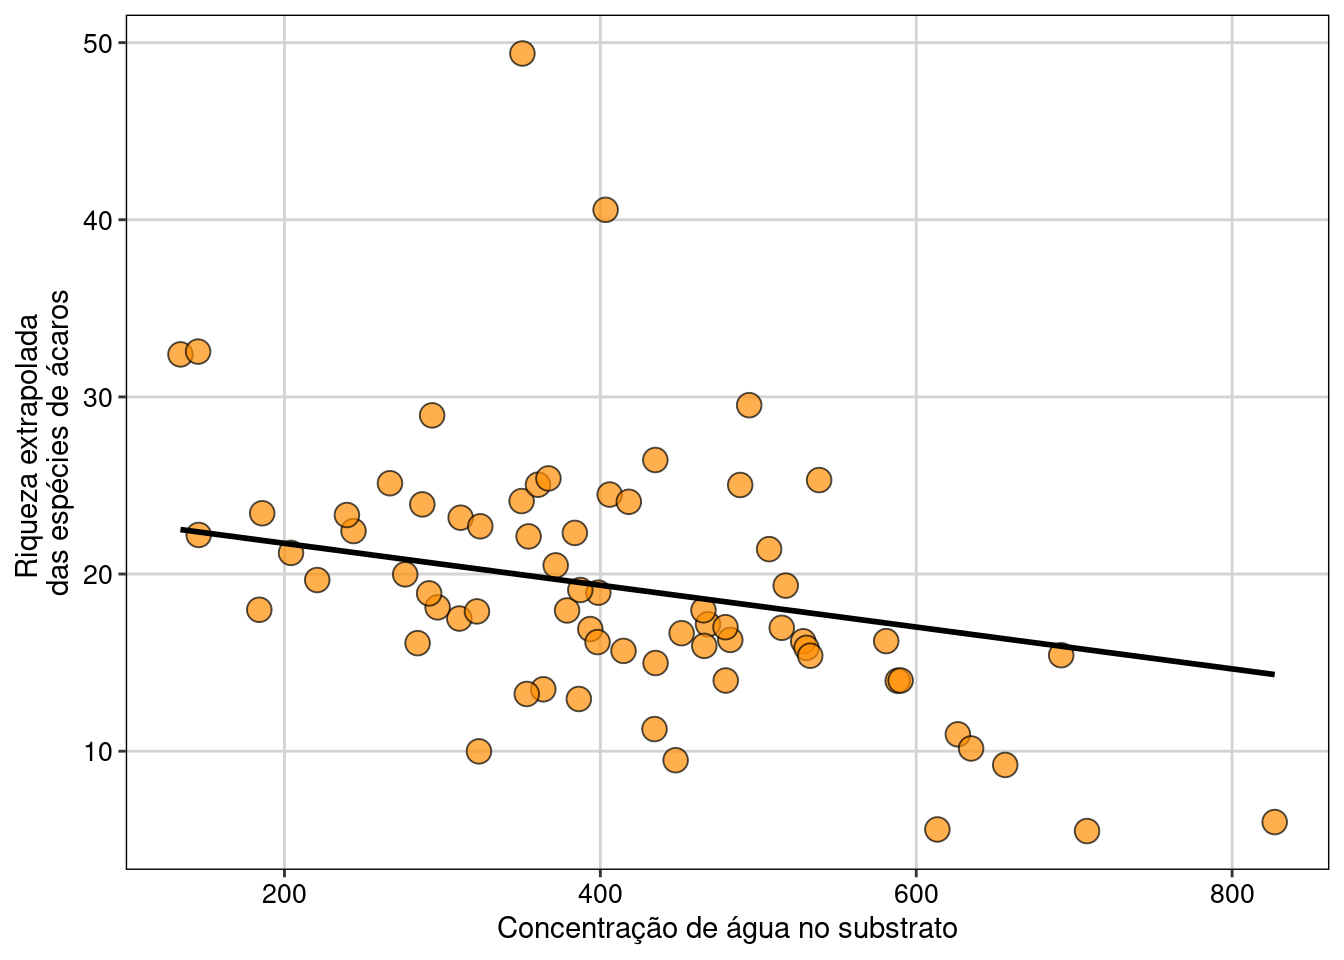 50
40
30
20
10
Riqueza extrapolada
das espécies de ácaros
200 400 600 800
Concentração de água no substrato